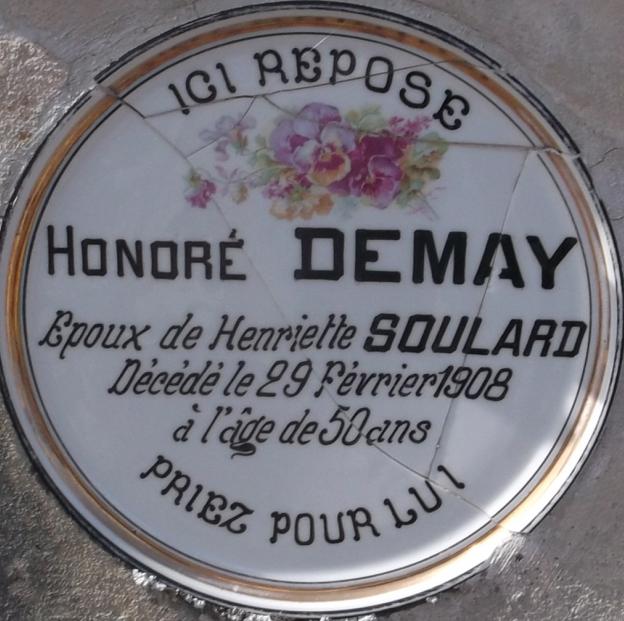 ICI REPOSE
HONORÉ DEMAY
Epoux de Henriette SOULARD
Décédé le 29 Février 1908
à l'âge de 50 ans
PRIEZ POUR LUI